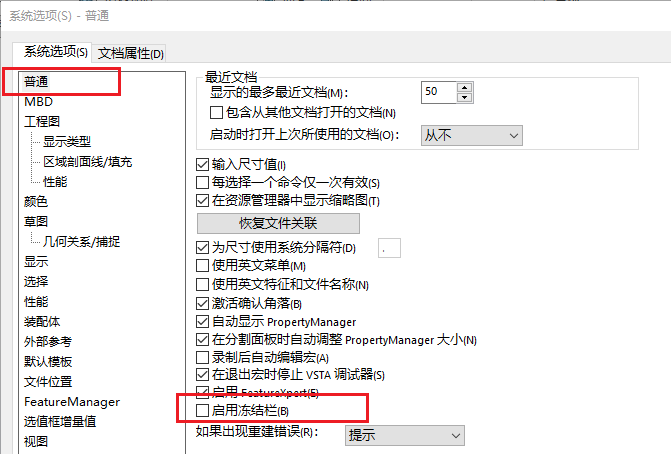 系统选项(S) - 普通
系统选项(S) 文档属性(D)
普通
MBD
工程图
显示类型
区域剖面线/填充
性能
颜色
草图
几何关系/捕捉
显示
选择
性能
装配体
外部参考
默认模板
文件位置
FeatureManager
选值框增量值
视图
最近文档
显示的最多最近文档(M): 50
包含从其他文档打开的文档(N)
启动时打开上次所使用的文档(O): 从不
输入尺寸值(I)
每选择一个命令仅一次有效(S)
在资源管理器中显示缩略图(T)
恢复文件关联
为尺寸使用系统分隔符(D) .
使用英文菜单(M)
使用英文特征和文件名称(N)
激活确认角落(B)
自动显示 PropertyManager
在分割面板时自动调整 PropertyManager 大小(N)
录制后自动编辑宏(A)
在退出宏时停止 VSTA 调试器(S)
启用 FeatureXpert(E)
启用冻结栏(B)
如果出现重建错误(R): 提示